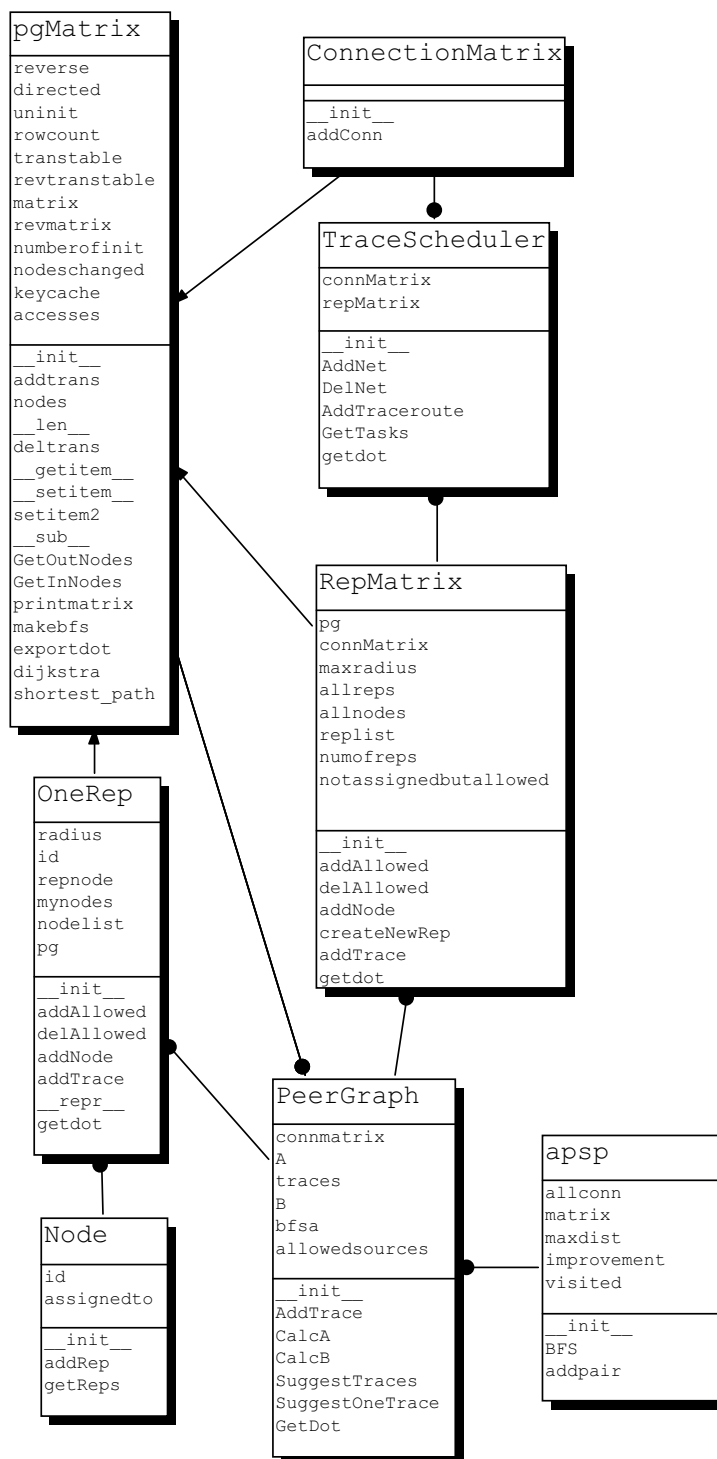 pgMatrix
reverse
directed
uninit
rowcount
transtable
revtranstable
matrix
revmatrix
numberofinit
nodeschanged
keycache
accesses
__init__
addtrans
nodes
__len__
deltrans
__getitem__
__setitem__
setitem2
__sub__
GetOutNodes
GetInNodes
printmatrix
makebfs
exportdot
dijkstra
shortest_path
ConnectionMatrix
__init__
addConn
TraceScheduler
connMatrix
repMatrix
__init__
AddNet
DelNet
AddTraceroute
GetTasks
getdot
RepMatrix
pg
connMatrix
maxradius
allreps
allnodes
replist
numofreps
notassignedbutallowed
__init__
addAllowed
delAllowed
addNode
createNewRep
addTrace
getdot
OneRep
radius
id
repnode
mynodes
nodelist
pg
__init__
addAllowed
delAllowed
addNode
addTrace
__repr__
getdot
PeerGraph
connmatrix
A
traces
B
bfsa
allowedsources
__init__
AddTrace
CalcA
CalcB
SuggestTraces
SuggestOneTrace
GetDot
apsp
allconn
matrix
maxdist
improvement
visited
__init__
BFS
addpair
Node
id
assignedto
__init__
addRep
getReps